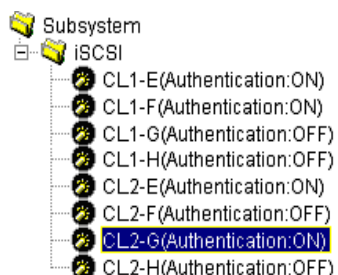 Subsystem
iSCSI
CL1-E(Authentication:ON)
CL1-F(Authentication:ON)
CL1-G(Authentication:OFF)
CL1-H(Authentication:OFF)
CL2-E(Authentication:ON)
CL2-F(Authentication:OFF)
CL2-G(Authentication:ON)
CL2-H(Authentication:OFF)